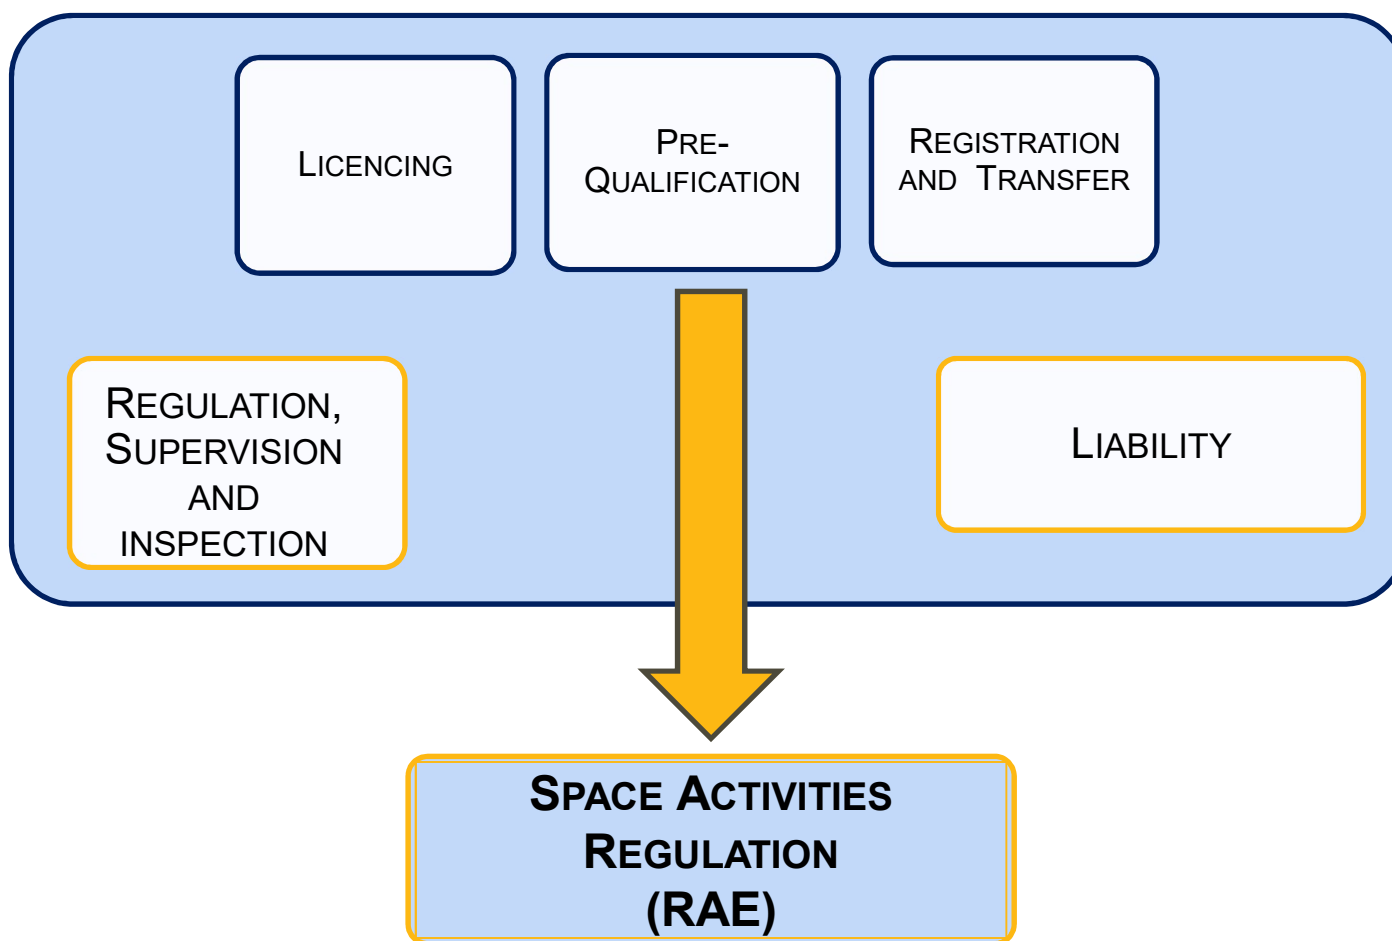 Licencing
Pre-
Qualification
Registration
and Transfer
Regulation,
Supervision
and
inspection
Liability
Space Activities
Regulation
(RAE)